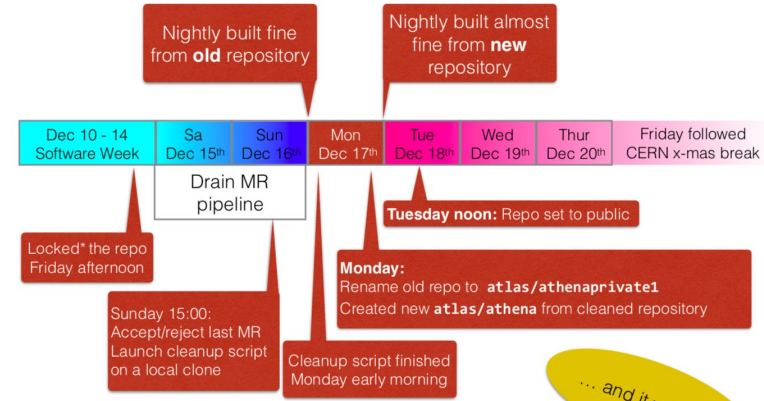 Nightly built fine
from old repository
Nightly built almost
fine from new
repository
Dec 10 - 14
Software Week
Sa
Dec 15th
Sun
Dec 16th
Mon
Dec 17th
Tue
Dec 18th
Wed
Dec 19th
Thur
Dec 20th
Friday followed
CERN x-mas break
Drain MR
pipeline
Tuesday noon: Repo set to public
Locked* the repo
Friday afternoon
Monday:
Rename old repo to atlas/athenaprivate1
Created new atlas/athena from cleaned repository
Sunday 15:00:
Accept/reject last MR
Launch cleanup script
on a local clone
Cleanup script finished
Monday early morning
... and it